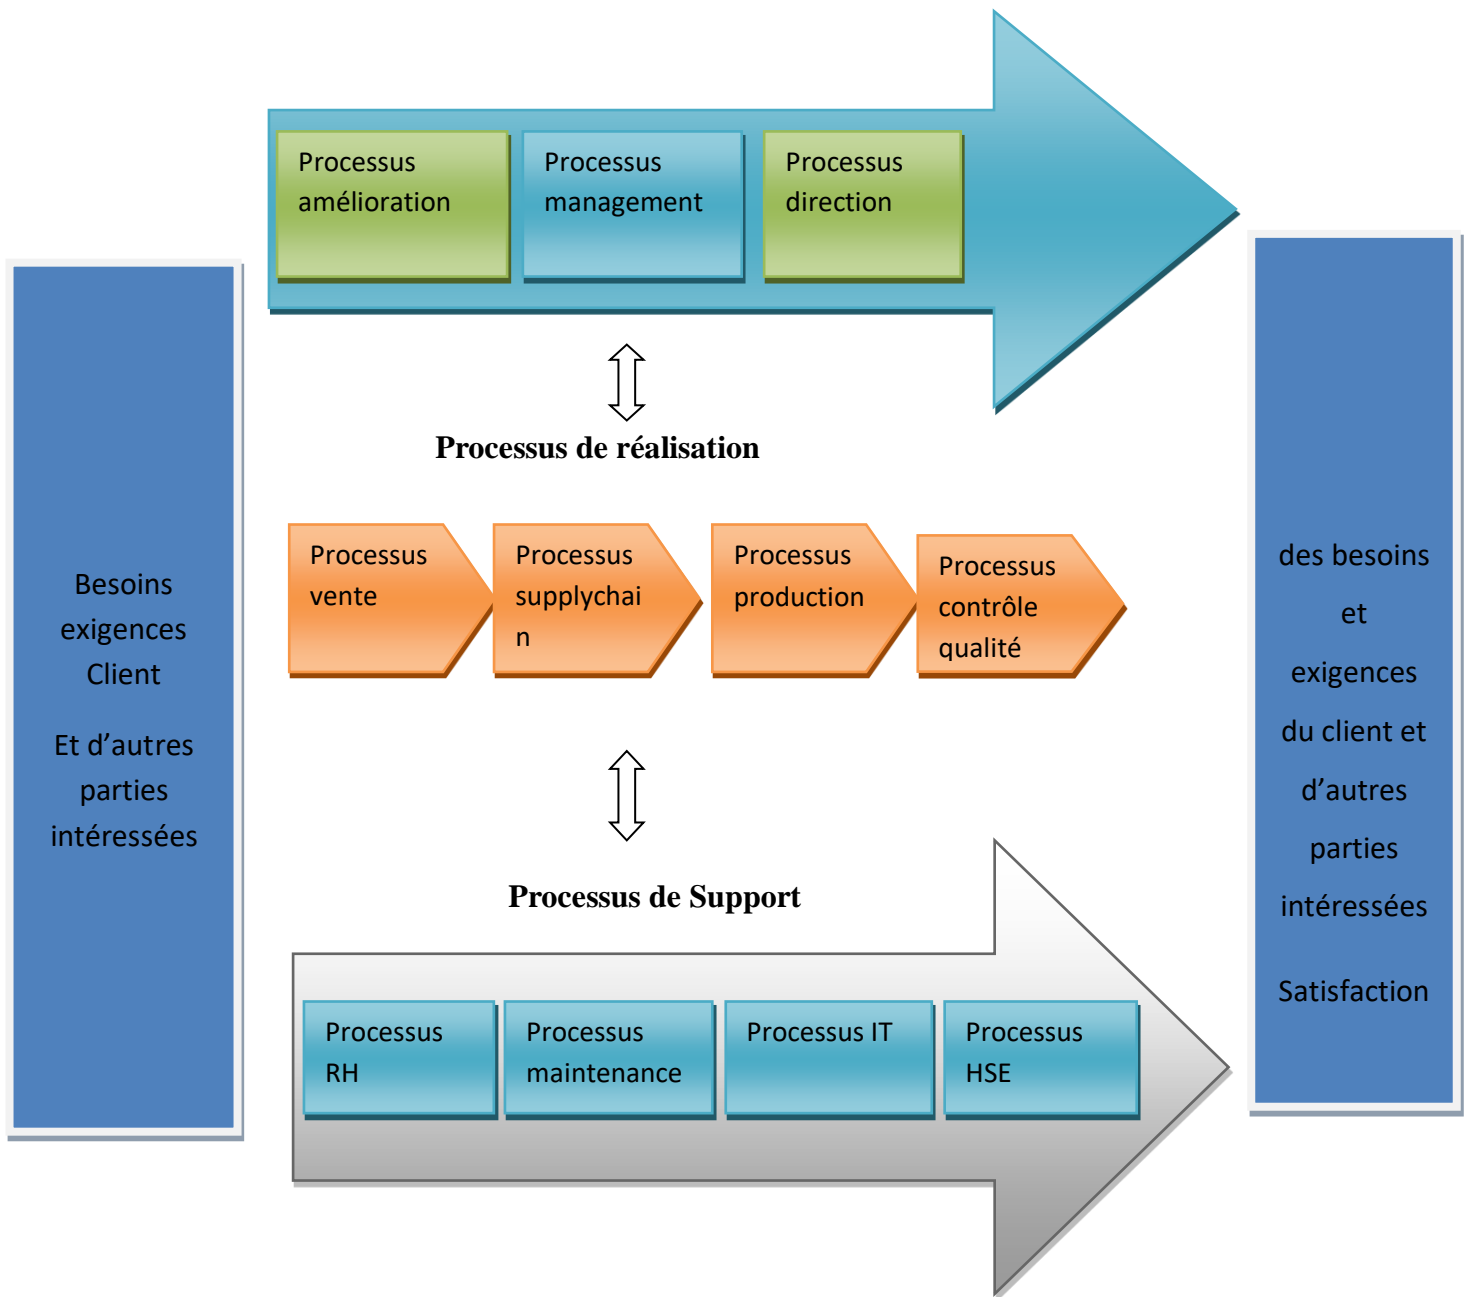 Processus
amélioration
Processus
management
Processus
direction
Besoins
exigences
Client
Et d’autres
parties
intéressées
Processus de réalisation
Processus
vente
Processus
supplychai
n
Processus
production
Processus
contrôle
qualité
Processus de Support
Processus
RH
Processus
maintenance
Processus IT
Processus
HSE
des besoins
et
exigences
du client et
d’autres
parties
intéressées
Satisfaction